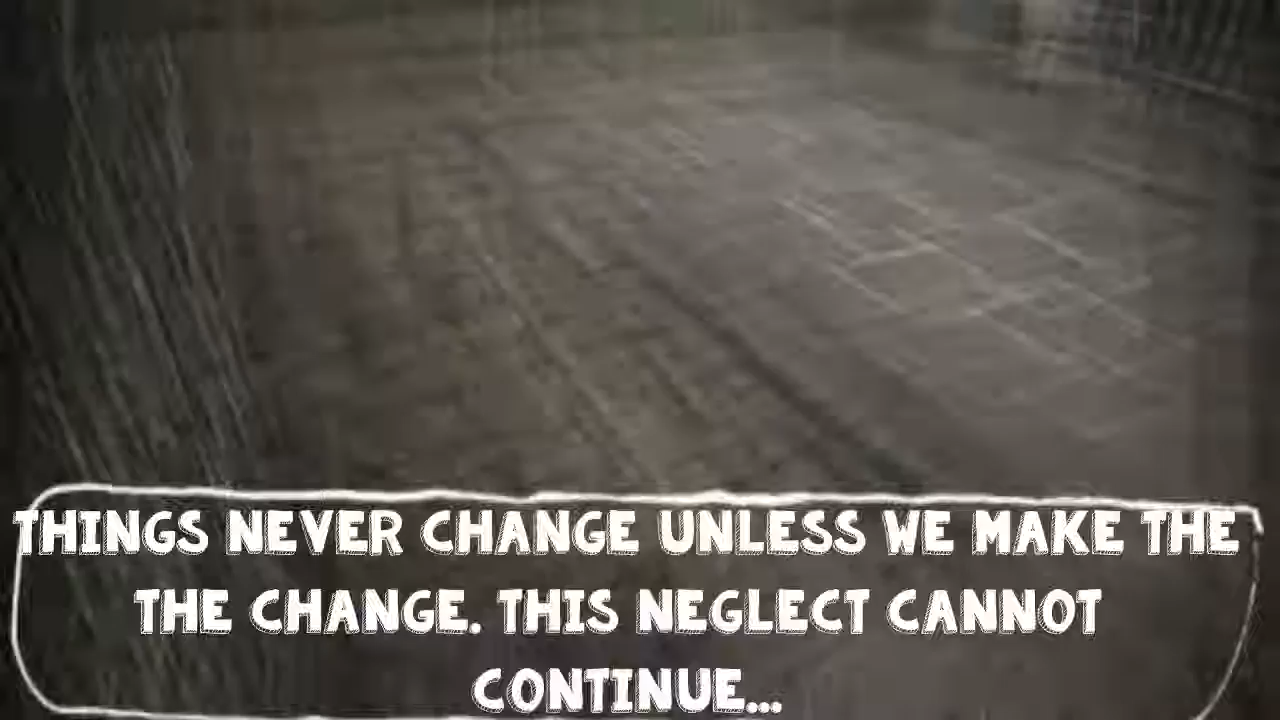 THINGS NEVER CHANGE UNLESS WE MAKE THE
THE CHANGE. THIS NEGLECT CANNOT
CONTINUE...